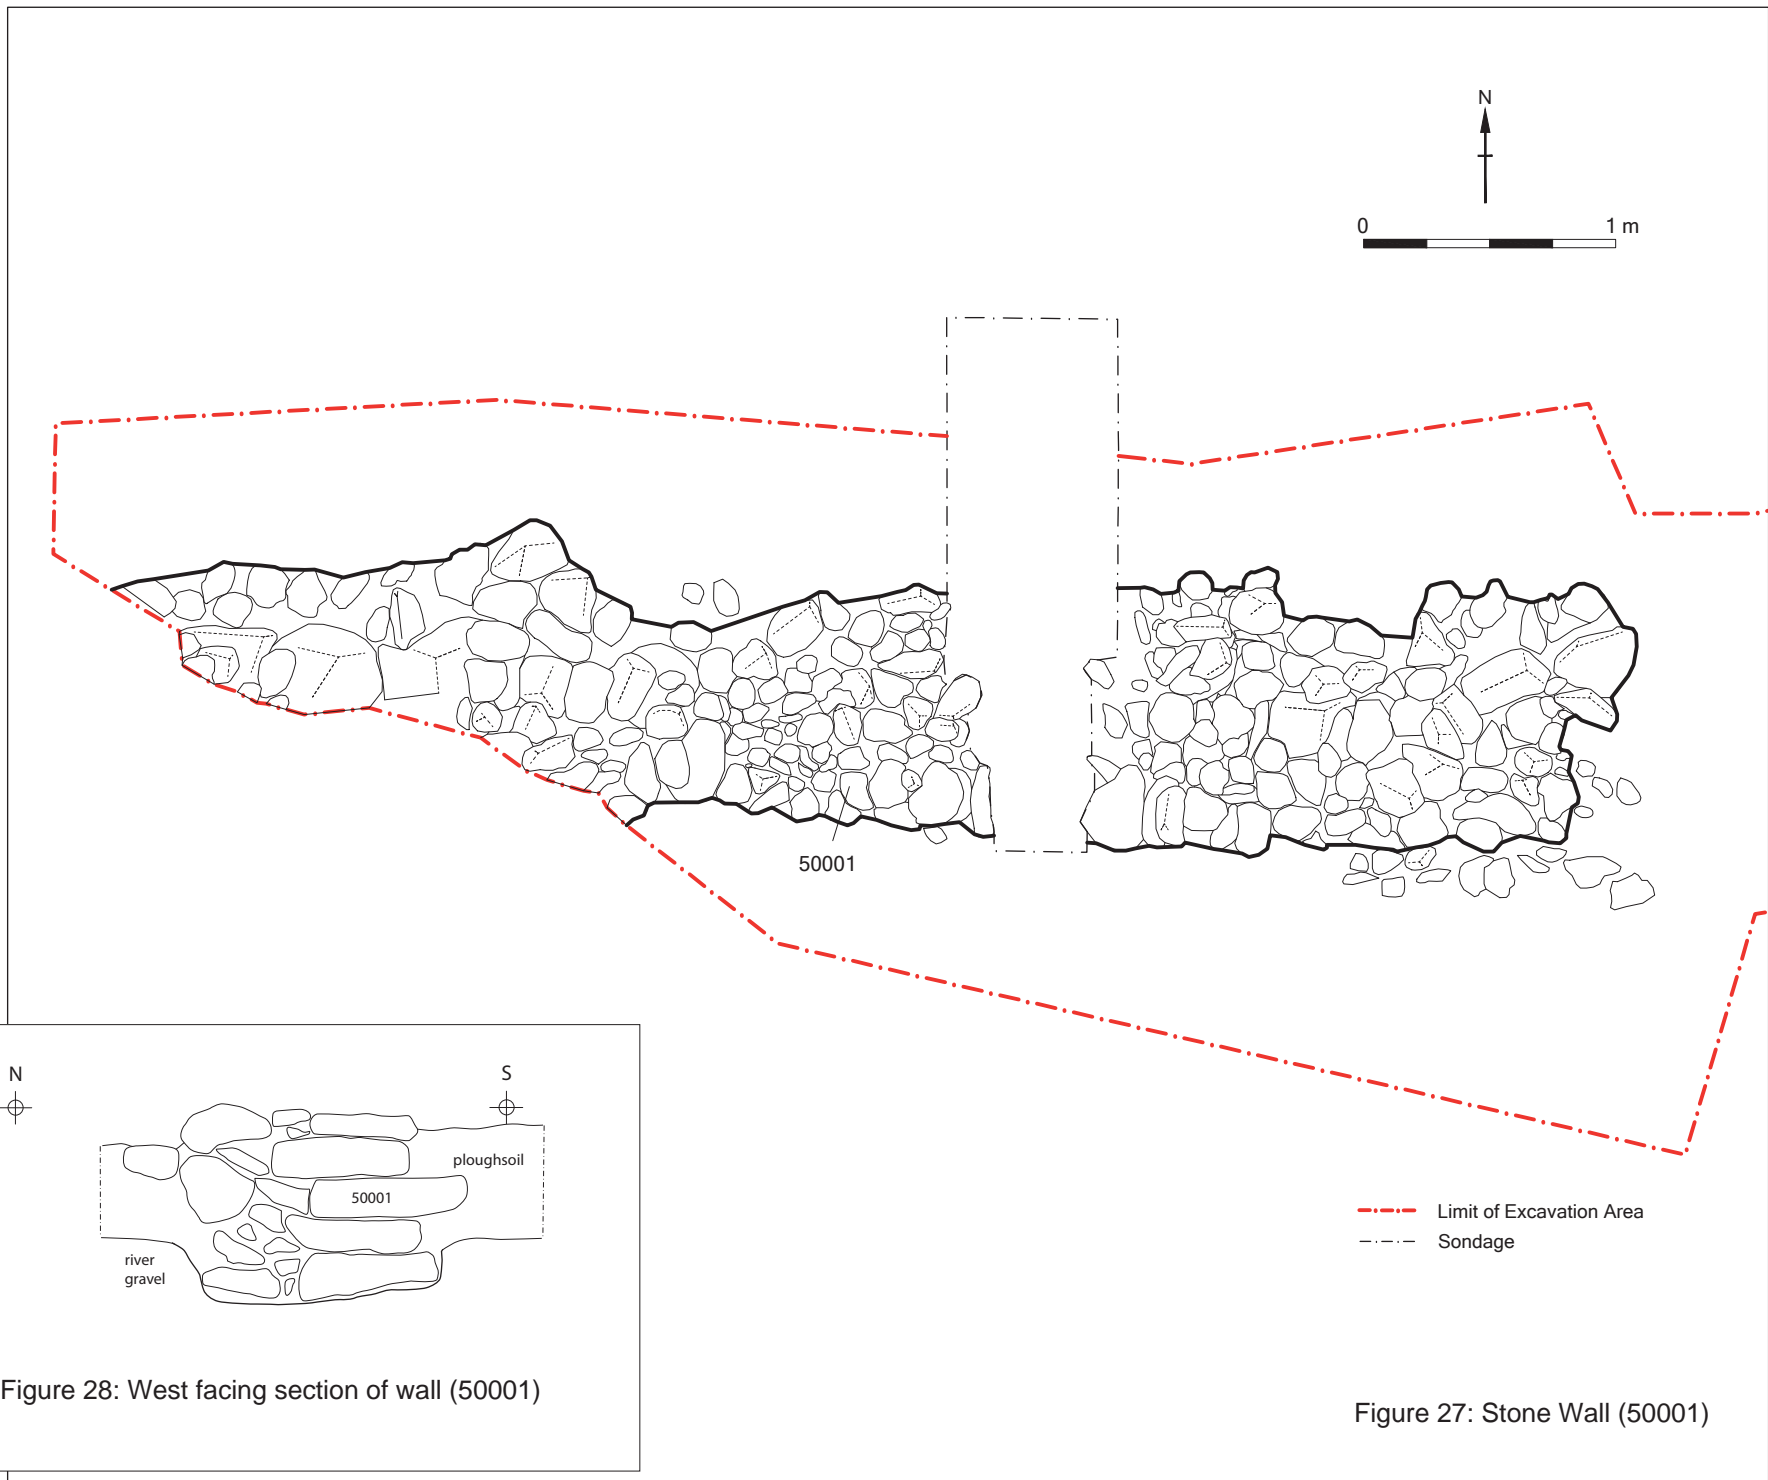 N
0 1 m
50001
N S
ploughsoil
50001
river
gravel
Limit of Excavation Area
Sondage
Figure 28: West facing section of wall (50001)
Figure 27: Stone Wall (50001)